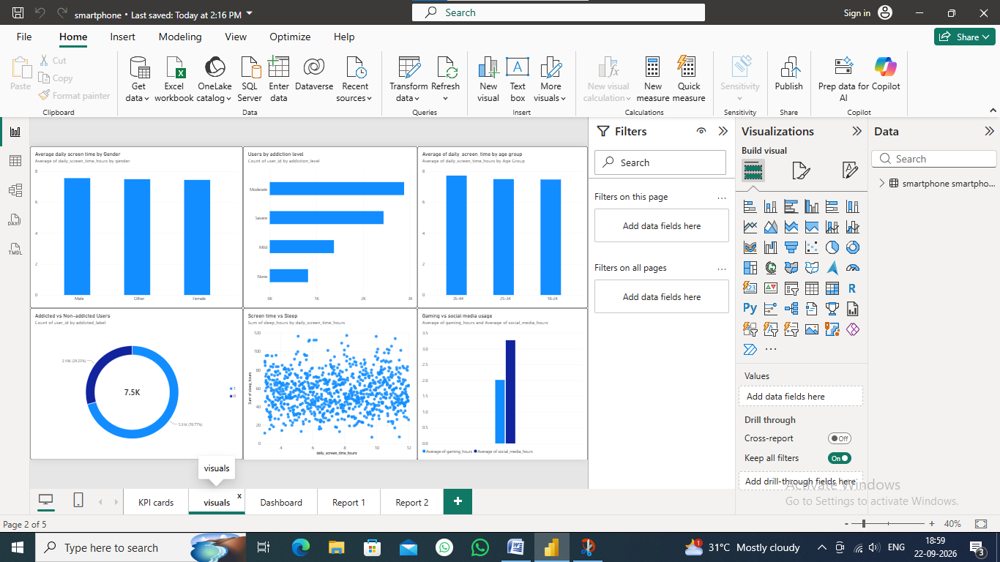 smartphone • Last saved: Today at 2:16 PM
Search
Sign in
File Home Insert Modeling View Optimize Help
Share
Paste
Cut
Copy
Format painter
Clipboard
Get data
Excel workbook
OneLake catalog
SQL Server
Enter data
Dataverse
Recent sources
Data
Transform data
Refresh
Queries
New visual
Text box
More visuals
Insert
New visual calculation
New measure
Quick measure
Calculations
Sensitivity
Sensitivity
Publish
Share
Prep data for AI
Copilot
Copilot
Average daily screen time by Gender
Average of daily_screen_time_hours by gender
8
6
4
2
0
Male Other Female
Users by addiction level
Count of user_id by addiction_level
Moderate
Severe
Mild
None
0K 1K 2K 3K
Average of daily_screen_time by age group
Average of daily_screen_time_hours by Age Group
8
6
4
2
0
35-44 25-34 18-24
Addicted vs Non-addicted Users
Count of user_id by addicted_label
7.5K
1
0
Screen time vs Sleep
Sum of sleep_hours by daily_screen_time_hours
Sum of sleep_hours
120
100
80
60
40
20
0
4 6 8 10 12
daily_screen_time_hours
Gaming vs social media usage
Average of gaming_hours and Average of social_media_hours
3.5
3.0
2.5
2.0
1.5
1.0
0.5
0.0
Average of gaming_hours Average of social_media_hours
visuals
Filters
Search
Filters on this page
...
Add data fields here
Filters on all pages
...
Add data fields here
Visualizations
Build visual
123
R
Py
...
Values
Add data fields here
Drill through
Cross-report
Off
Keep all filters
On
Add drill-through fields here
Data
Search
smartphone smartpho...
Activate Windows
Go to Settings to activate Windows.
KPI cards
visuals
x
Dashboard
Report 1
Report 2
+
Page 2 of 5
- + 40%
Type here to search
31°C Mostly cloudy
ENG
18:59
22-09-2026
3